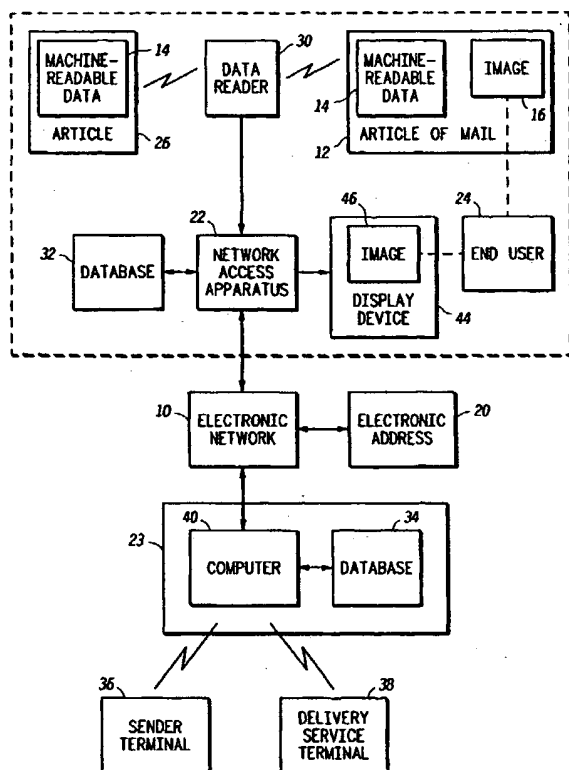 14
MACHINE-
READABLE
DATA
ARTICLE
26
30
DATA
READER
MACHINE-
READABLE
DATA
14
IMAGE
16
ARTICLE OF MAIL
12
32
DATABASE
22
NETWORK
ACCESS
APPARATUS
46
IMAGE
DISPLAY
DEVICE
44
24
END USER
10
ELECTRONIC
NETWORK
20
ELECTRONIC
ADDRESS
23
40
COMPUTER
34
DATABASE
36
SENDER
TERMINAL
38
DELIVERY
SERVICE
TERMINAL